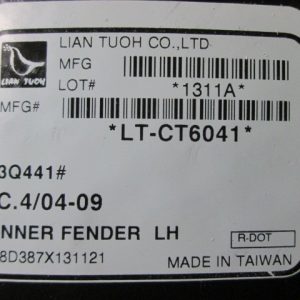 LIAN TUOH CO.,LTD
LIAN TUOH
MFG
LOT#
*1311A*
MFG#
*LT-CT6041*
3Q441#
C.4/04-09
NNER FENDER LH
R-DOT
8D387X131121
MADE IN TAIWAN